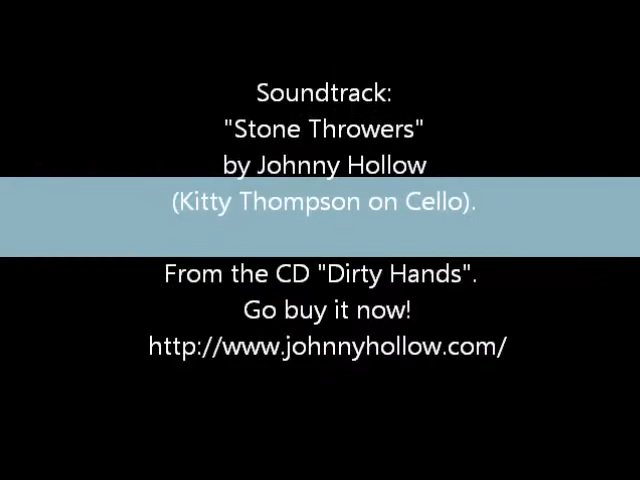 Soundtrack:
"Stone Throwers"
by Johnny Hollow
(Kitty Thompson on Cello).
From the CD "Dirty Hands".
Go buy it now!
http://www.johnnyhollow.com/